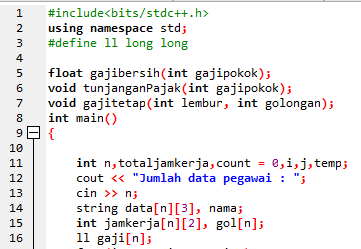 1 #include<bits/stdc++.h>
2 using namespace std;
3 #define ll long long
4
5 float gajibersih(int gajipokok);
6 void tunjanganPajak(int gajipokok);
7 void gajitetap(int lembur, int golongan);
8 int main()
9 {
10
11 int n,totaljamkerja,count = 0,i,j,temp;
12 cout << "Jumlah data pegawai : ";
13 cin >> n;
14 string data[n][3], nama;
15 int jamkerja[n][2], gol[n];
16 ll gaji[n];